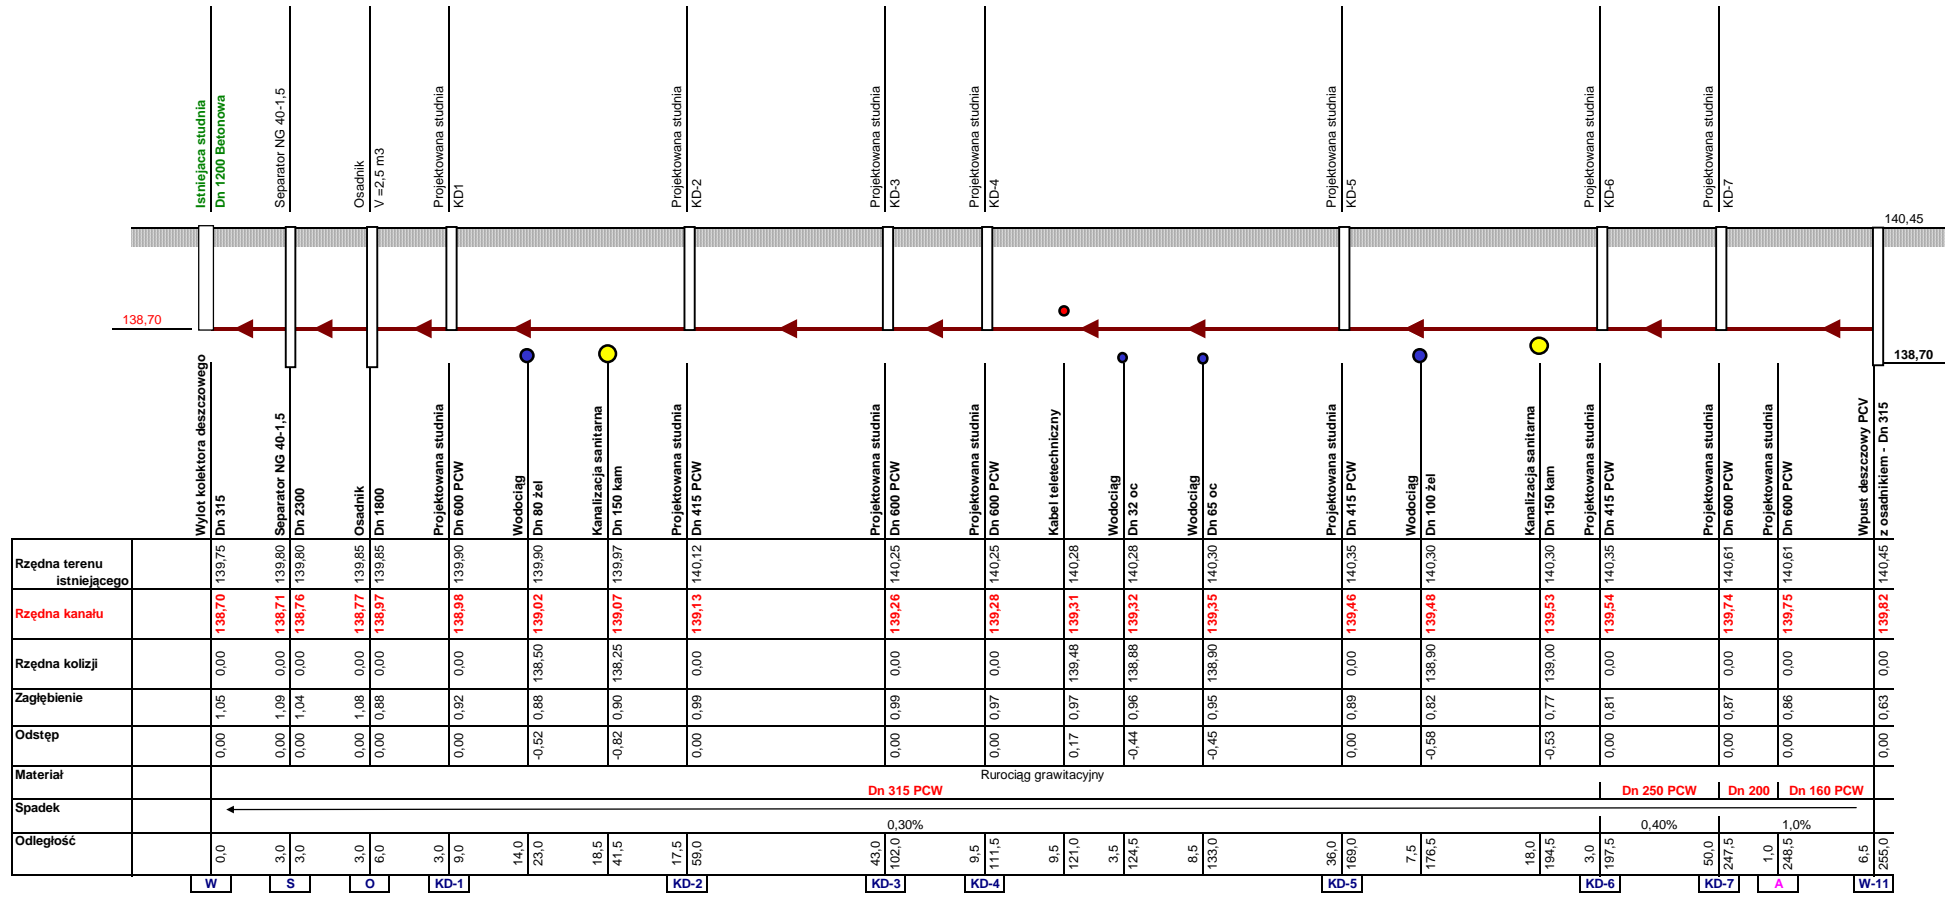 Istniejaca studnia
Dn 1200 Betonowa
Separator NG 40-1,5
Osadnik
V =2,5 m3
Projektowana studnia
KD1
Projektowana studnia
KD-2
Projektowana studnia
KD-3
Projektowana studnia
KD-4
Projektowana studnia
KD-5
Projektowana studnia
KD-6
Projektowana studnia
KD-7
140,45
138,70
138,70
Wylot kolektora deszczowego
Dn 315
Separator NG 40-1,5
Dn 2300
Osadnik
Dn 1800
Projektowana studnia
Dn 600 PCW
Wodociąg
Dn 80 żel
Kanalizacja sanitarna
Dn 150 kam
Projektowana studnia
Dn 415 PCW
Projektowana studnia
Dn 600 PCW
Projektowana studnia
Dn 600 PCW
Kabel teletechniczny
Wodociąg
Dn 32 oc
Wodociąg
Dn 65 oc
Projektowana studnia
Dn 415 PCW
Wodociąg
Dn 100 żel
Kanalizacja sanitarna
Dn 150 kam
Projektowana studnia
Dn 415 PCW
Projektowana studnia
Dn 600 PCW
Projektowana studnia
Dn 600 PCW
Wpust deszczowy PCV
z osadnikiem - Dn 315
Rzędna terenu
istniejącego
139,75 139,80 139,80 139,85 139,85 139,90 139,90 139,97 140,12 140,25 140,25 140,28 140,28 140,30 140,35 140,30 140,30 140,35 140,61 140,61 140,45
Rzędna kanału
138,70 138,71 138,76 138,77 138,97 138,98 139,02 139,07 139,13 139,26 139,28 139,31 139,32 139,35 139,46 139,48 139,53 139,54 139,74 139,75 139,82
Rzędna kolizji
0,00 0,00 0,00 0,00 0,00 0,00 138,50 138,25 0,00 0,00 0,00 139,48 138,88 138,90 0,00 138,90 139,00 0,00 0,00 0,00 0,00
Zagłębienie
1,05 1,09 1,04 1,08 0,88 0,92 0,88 0,90 0,99 0,99 0,97 0,97 0,96 0,95 0,89 0,82 0,77 0,81 0,87 0,86 0,63
Odstęp
0,00 0,00 0,00 0,00 0,00 0,00 -0,52 -0,82 0,00 0,00 0,00 0,17 -0,44 -0,45 0,00 -0,58 -0,53 0,00 0,00 0,00 0,00
Materiał
Rurociąg grawitacyjny
Dn 315 PCW Dn 250 PCW Dn 200 Dn 160 PCW
Spadek
0,30% 0,40% 1,0%
Odległość
0,0 3,0 3,0 3,0 6,0 3,0 9,0 14,0 23,0 18,5 41,5 17,5 59,0 43,0 102,0 9,5 111,5 9,5 121,0 3,5 124,5 8,5 133,0 36,0 169,0 7,5 176,5 18,0 194,5 3,0 197,5 50,0 247,5 1,0 248,5 6,5 255,0
W S O KD-1 KD-2 KD-3 KD-4 KD-5 KD-6 KD-7 A W-11